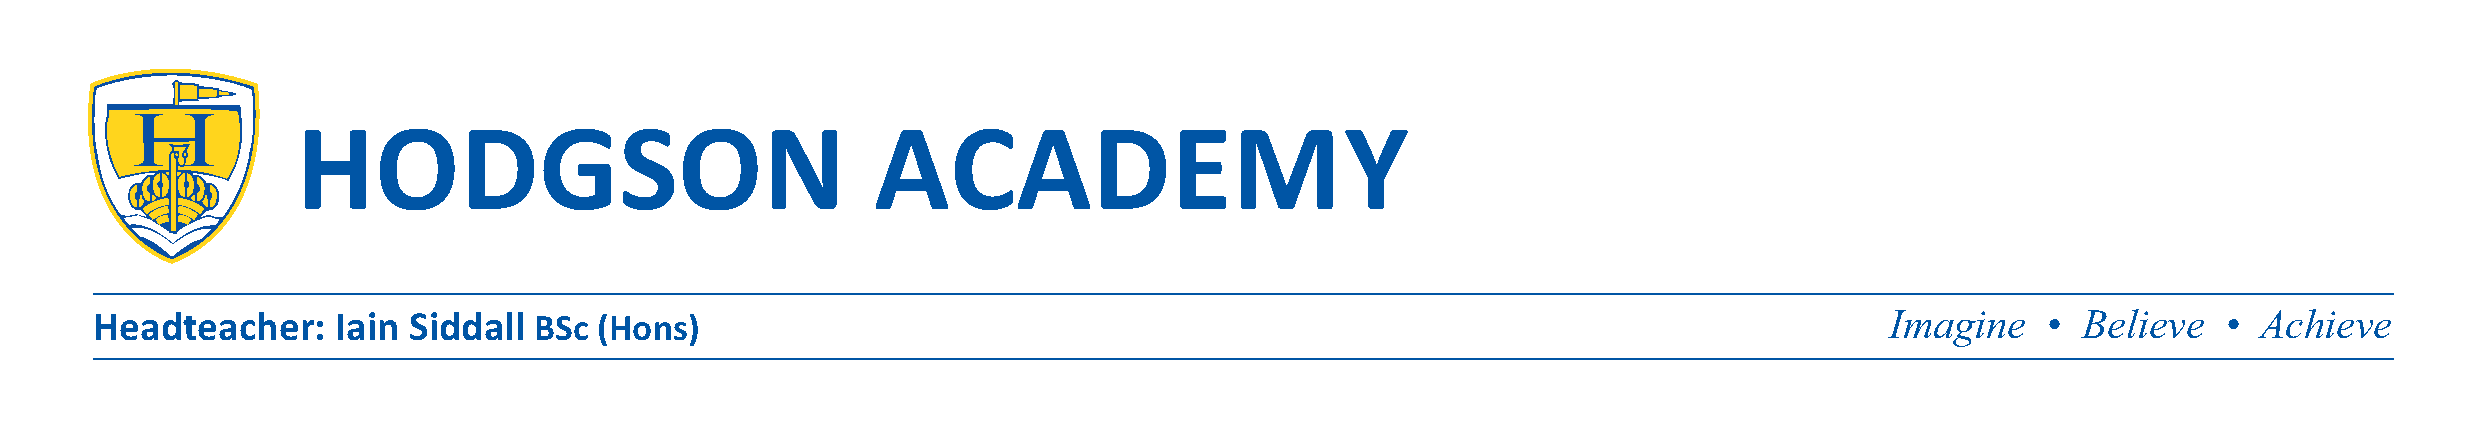 H
HODGSON ACADEMY
Headteacher: Iain Siddall BSc (Hons)
Imagine • Believe • Achieve